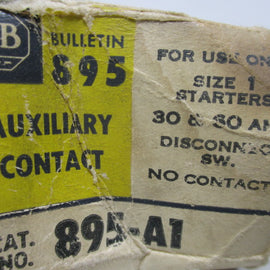 B
BULLETIN
895
AUXILIARY
CONTACT
FOR USE ON
SIZE 1
STARTERS
30 & 60 AM
DISCONNEC
SW.
NO CONTAC
CAT.
NO.
895-A1